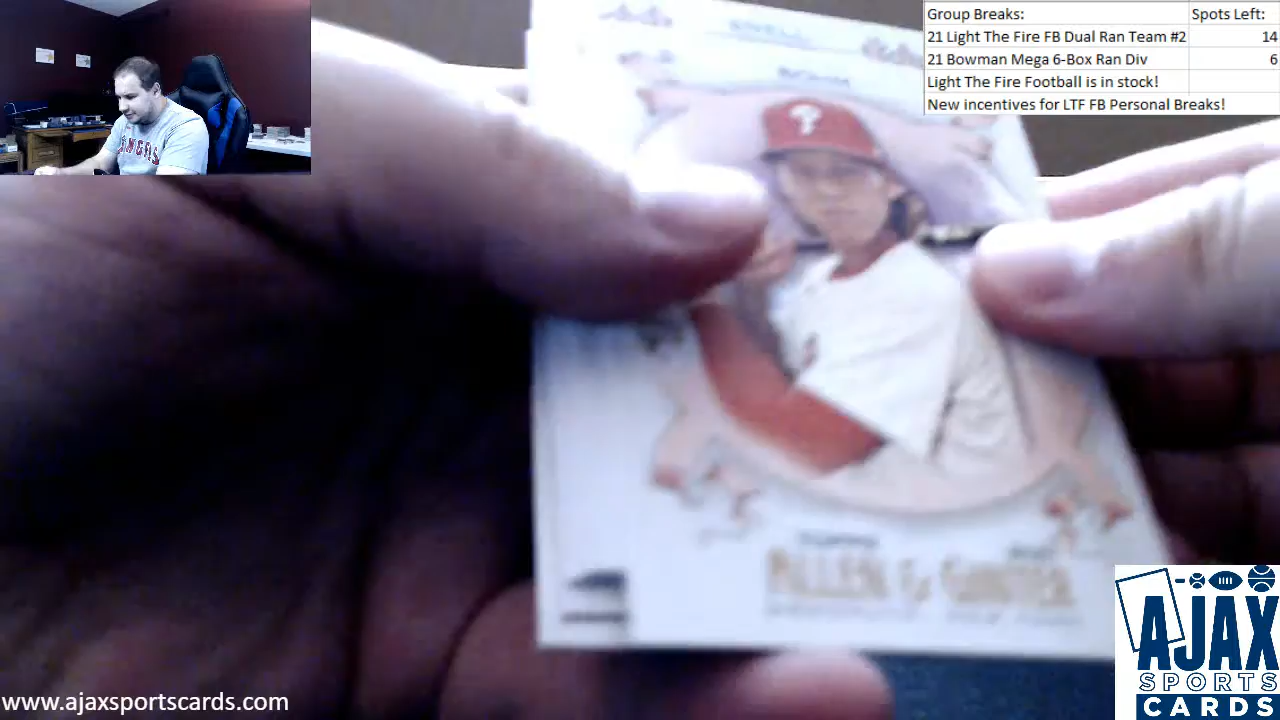 Group Breaks: Spots Left:
21 Light The Fire FB Dual Ran Team #2 14
21 Bowman Mega 6-Box Ran Div 6
Light The Fire Football is in stock!
New incentives for LTF FB Personal Breaks!
P
ALLEN & GINTER
AJAX
SPORTS
CARDS
www.ajaxsportscards.com